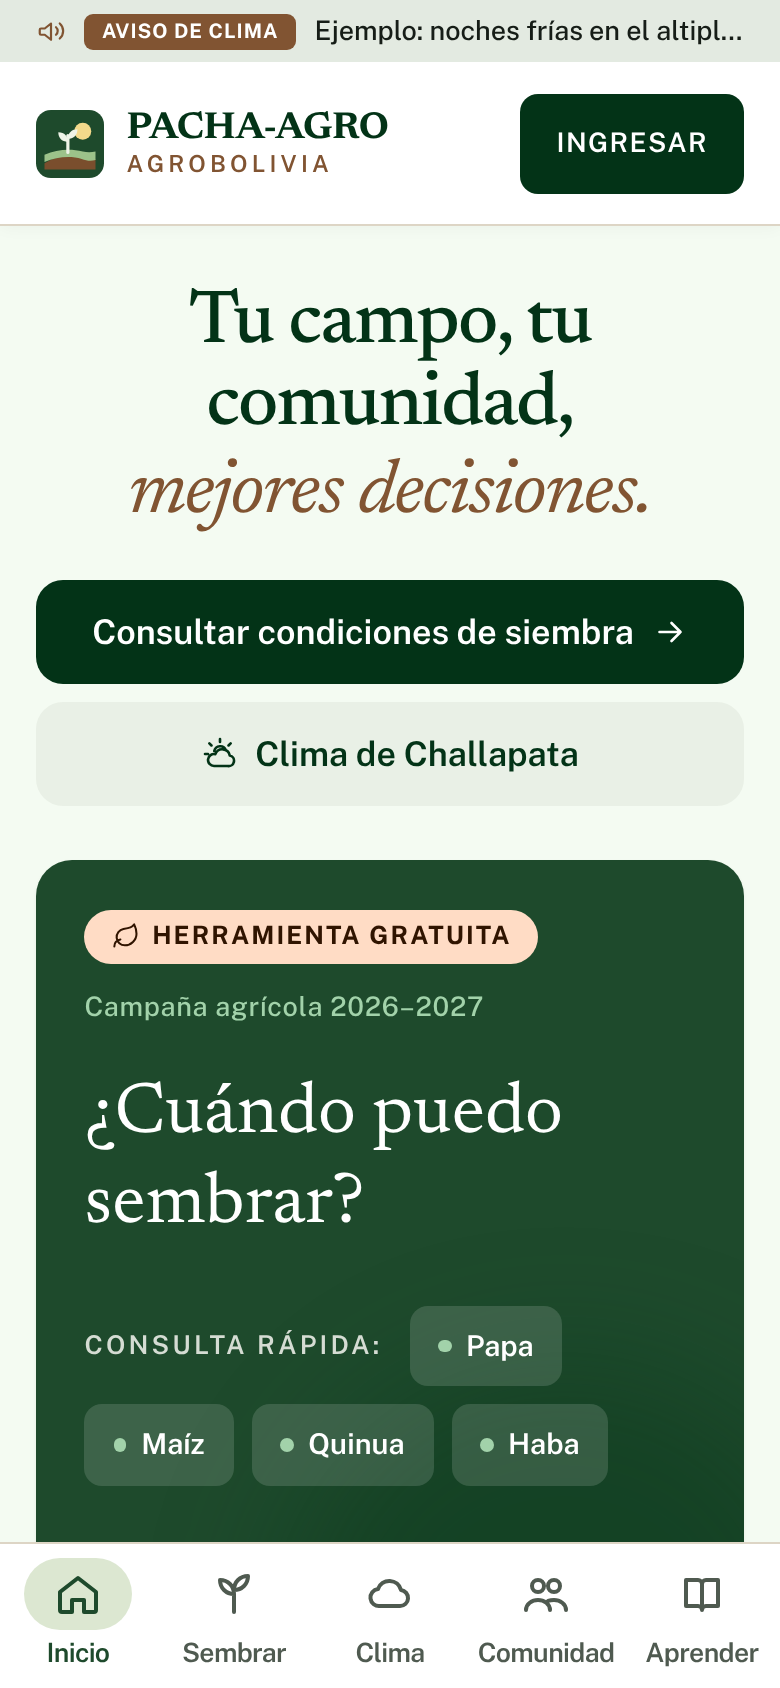 AVISO DE CLIMA Ejemplo: noches frías en el altipl...
PACHA-AGRO
AGROBOLIVIA
INGRESAR
Tu campo, tu
comunidad,
mejores decisiones.
Consultar condiciones de siembra →
Clima de Challapata
HERRAMIENTA GRATUITA
Campaña agrícola 2026–2027
¿Cuándo puedo
sembrar?
CONSULTA RÁPIDA: Papa
Maíz Quinua Haba
Inicio Sembrar Clima Comunidad Aprender